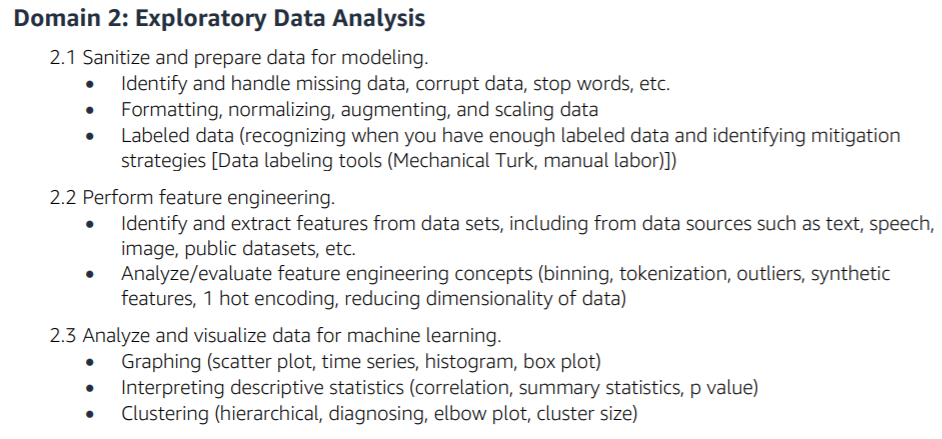 Domain 2: Exploratory Data Analysis
2.1 Sanitize and prepare data for modeling.
• Identify and handle missing data, corrupt data, stop words, etc.
• Formatting, normalizing, augmenting, and scaling data
• Labeled data (recognizing when you have enough labeled data and identifying mitigation
strategies [Data labeling tools (Mechanical Turk, manual labor)])
2.2 Perform feature engineering.
• Identify and extract features from data sets, including from data sources such as text, speech,
image, public datasets, etc.
• Analyze/evaluate feature engineering concepts (binning, tokenization, outliers, synthetic
features, 1 hot encoding, reducing dimensionality of data)
2.3 Analyze and visualize data for machine learning.
• Graphing (scatter plot, time series, histogram, box plot)
• Interpreting descriptive statistics (correlation, summary statistics, p value)
• Clustering (hierarchical, diagnosing, elbow plot, cluster size)